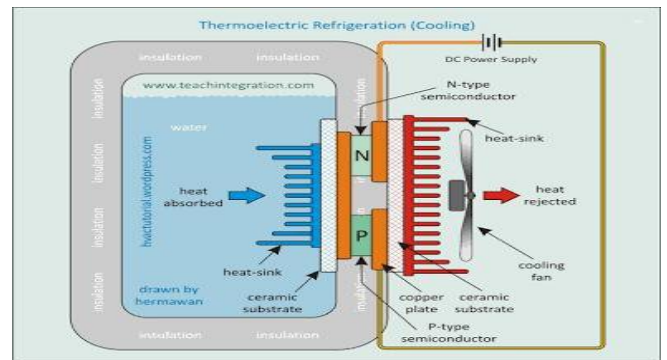 Thermoelectric Refrigeration (Cooling)
insulation
insulation
DC Power Supply
insulation
www.teachintegration.com
insulation
N-type
semiconductor
water
heat-sink
insulation
hvactutorial.wordpress.com
N
heat
absorbed
heat
rejected
insulation
P
heat-sink
cooling
fan
ceramic
substrate
copper
plate
ceramic
substrate
insulation
drawn by
hermawan
insulation
P-type
semiconductor
insulation
insulation